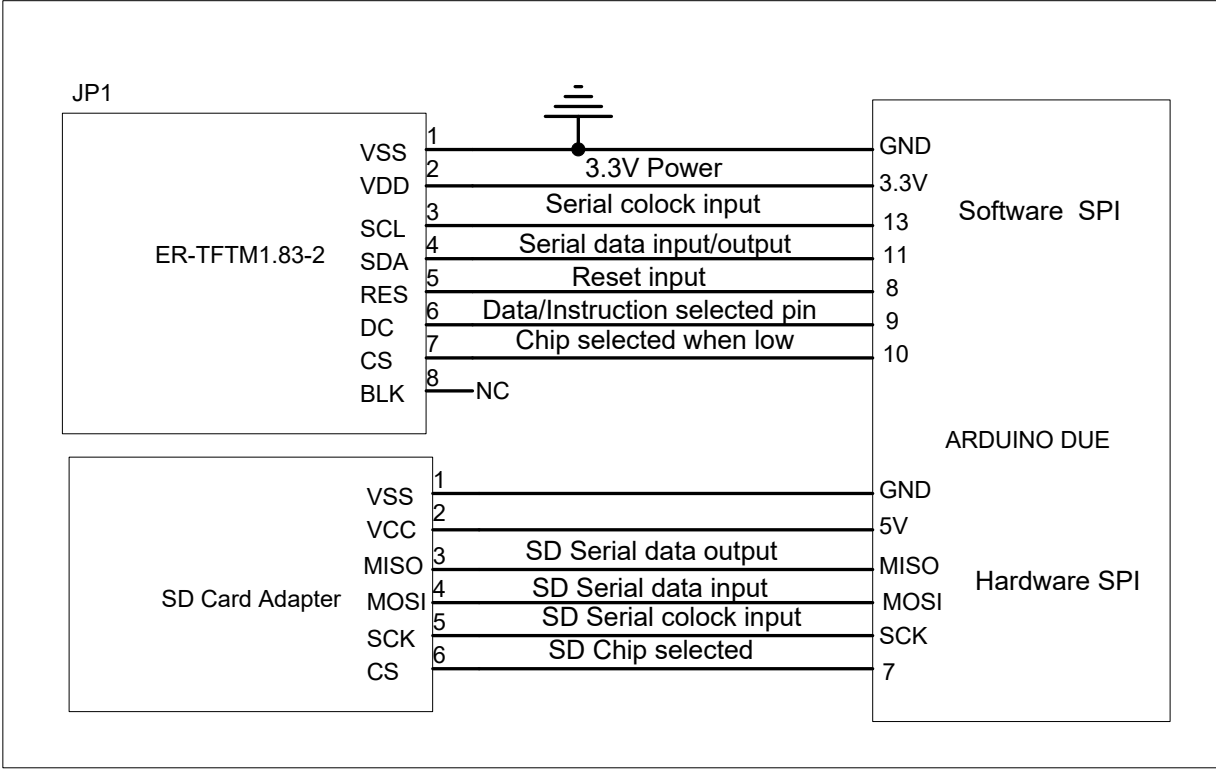 JP1
ER-TFTM1.83-2
VSS 1 GND
VDD 2 3.3V Power 3.3V
SCL 3 Serial colock input 13
SDA 4 Serial data input/output 11
RES 5 Reset input 8
DC 6 Data/Instruction selected pin 9
CS 7 Chip selected when low 10
BLK 8 NC
Software SPI
ARDUINO DUE
SD Card Adapter
VSS 1 GND
VCC 2 5V
MISO 3 SD Serial data output MISO
MOSI 4 SD Serial data input MOSI
SCK 5 SD Serial colock input SCK
CS 6 SD Chip selected 7
Hardware SPI